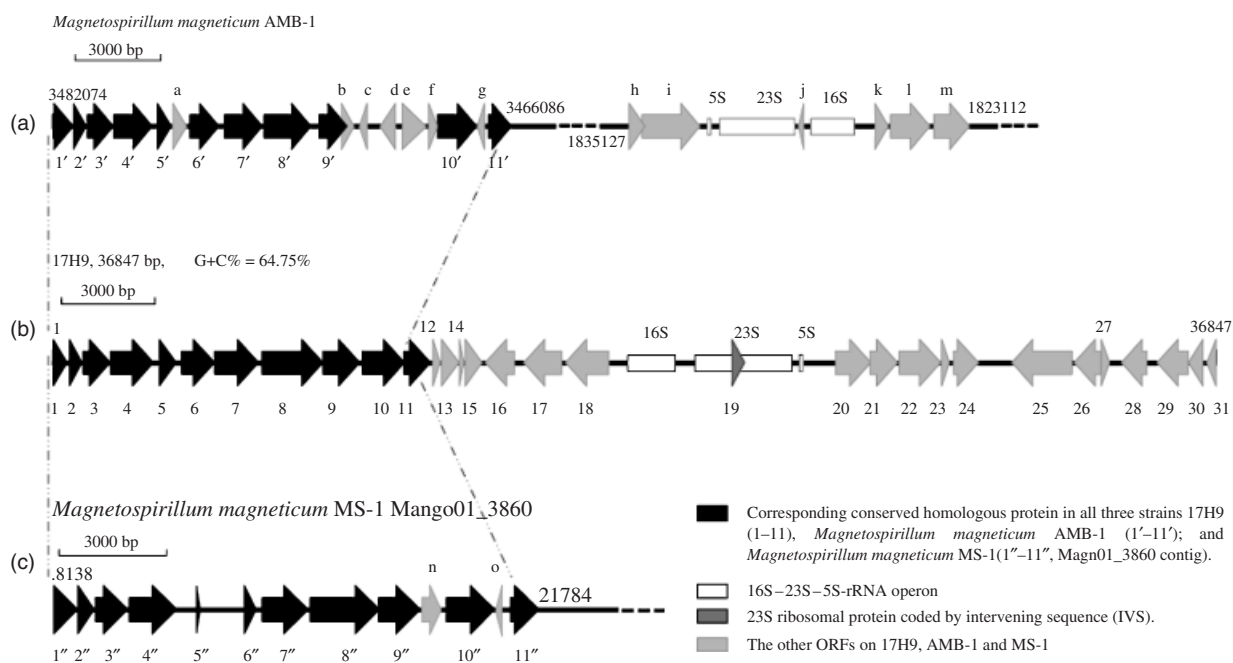 Magnetospirillum magneticum AMB-1
3000 bp
(a)
3482074
a
b
c
d
e
f
g
3466086
1835127
h
i
5S
23S
j
16S
k
l
m
1823112
1′
2′
3′
4′
5′
6′
7′
8′
9′
10′
11′
17H9, 36847 bp, G+C% = 64.75%
3000 bp
(b)
1
12
14
16S
23S
5S
27
36847
1
2
3
4
5
6
7
8
9
10
11
13
15
16
17
18
19
20
21
22
23
24
25
26
28
29
30
31
Magnetospirillum magneticum MS-1 Mango01_3860
3000 bp
(c)
.8138
n
o
21784
1″
2″
3″
4″
5″
6″
7″
8″
9″
10″
11″
Corresponding conserved homologous protein in all three strains 17H9
(1–11), Magnetospirillum magneticum AMB-1 (1′–11′); and
Magnetospirillum magneticum MS-1(1″–11″, Magn01_3860 contig).
16S–23S–5S-rRNA operon
23S ribosomal protein coded by intervening sequence (IVS).
The other ORFs on 17H9, AMB-1 and MS-1